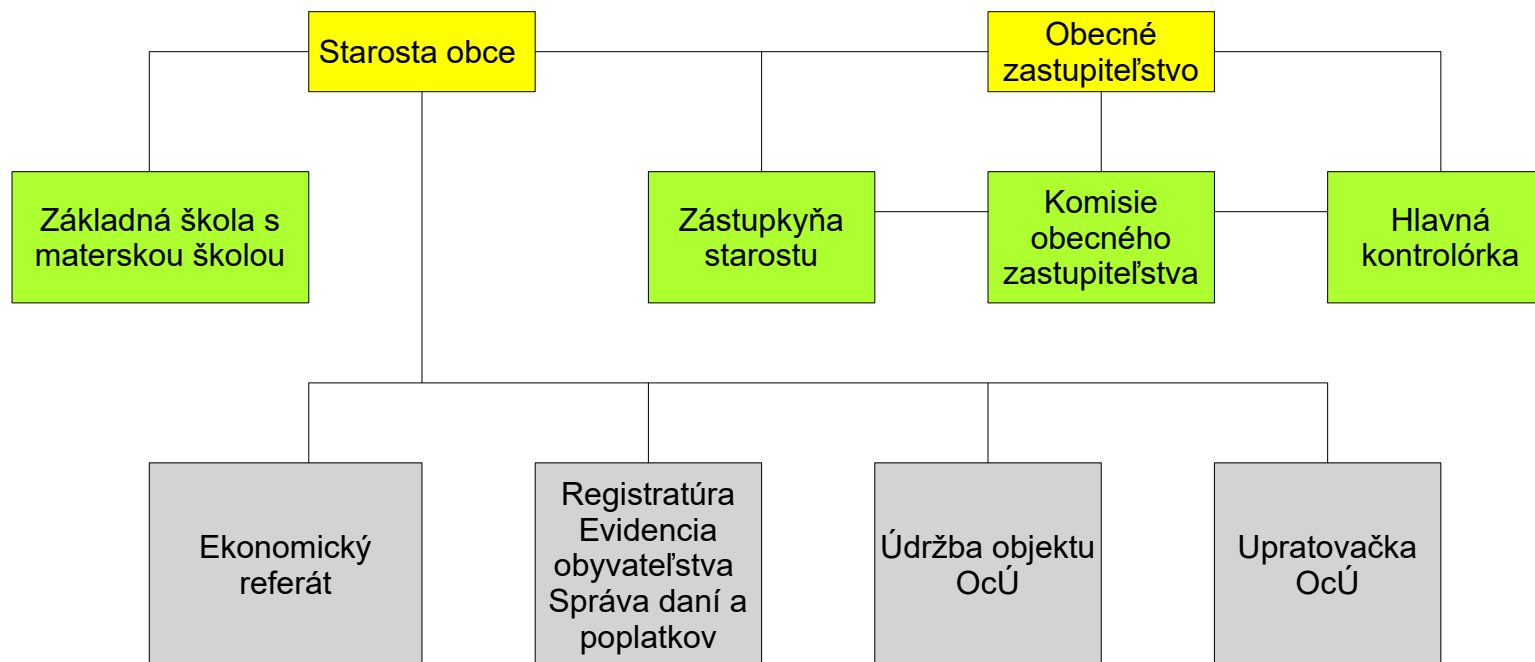 Starosta obce
Obecné
zastupiteľstvo
Základná škola s
materskou školou
Zástupkyňa
starostu
Komisie
obecného
zastupiteľstva
Hlavná
kontrolórka
Ekonomický
referát
Registratúra
Evidencia
obyvateľstva
Správa daní a
poplatkov
Údržba objektu
OcÚ
Upratovačka
OcÚ